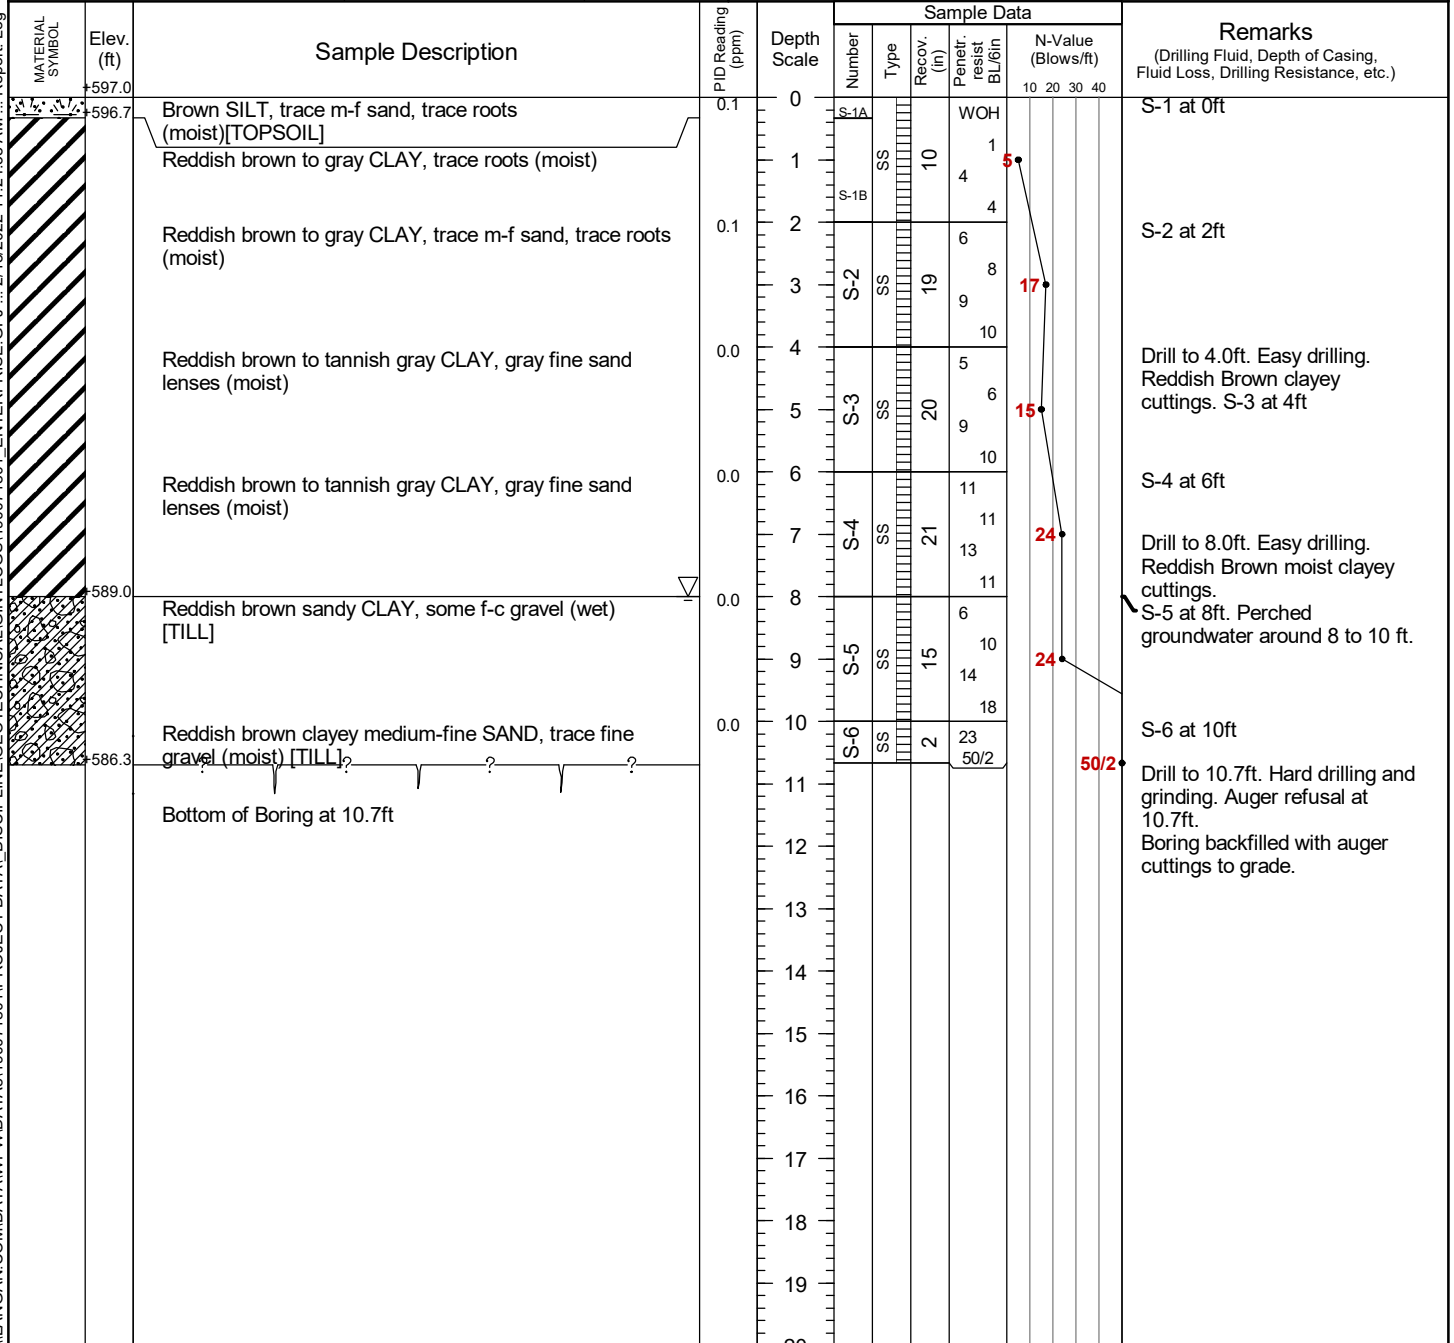 MATERIAL SYMBOL
Elev. (ft)
+597.0
Sample Description
PID Reading (ppm)
Depth Scale
Sample Data
Number
Type
Recov. (in)
Penetr. resist BL/6in
N-Value (Blows/ft)
10 20 30 40
Remarks
(Drilling Fluid, Depth of Casing,
Fluid Loss, Drilling Resistance, etc.)
+596.7
Brown SILT, trace m-f sand, trace roots
(moist)[TOPSOIL]
0.1
0
S-1A
WOH
S-1 at 0ft
Reddish brown to gray CLAY, trace roots (moist)
1
S-1B
SS
10
1
4
4
5
Reddish brown to gray CLAY, trace m-f sand, trace roots
(moist)
0.1
2
3
S-2
SS
19
6
8
9
10
17
S-2 at 2ft
Reddish brown to tannish gray CLAY, gray fine sand
lenses (moist)
0.0
4
5
S-3
SS
20
5
6
9
10
15
Drill to 4.0ft. Easy drilling.
Reddish Brown clayey
cuttings. S-3 at 4ft
Reddish brown to tannish gray CLAY, gray fine sand
lenses (moist)
0.0
6
7
S-4
SS
21
11
11
13
11
24
S-4 at 6ft
Drill to 8.0ft. Easy drilling.
Reddish Brown moist clayey
cuttings.
+589.0
Reddish brown sandy CLAY, some f-c gravel (wet)
[TILL]
0.0
8
9
S-5
SS
15
6
10
14
18
24
S-5 at 8ft. Perched
groundwater around 8 to 10 ft.
Reddish brown clayey medium-fine SAND, trace fine
gravel (moist) [TILL]
0.0
10
S-6
SS
2
23
50/2
50/2
S-6 at 10ft
+586.3
? ? ? ?
Drill to 10.7ft. Hard drilling and
grinding. Auger refusal at
10.7ft.
Boring backfilled with auger
cuttings to grade.
11
Bottom of Boring at 10.7ft
12
13
14
15
16
17
18
19